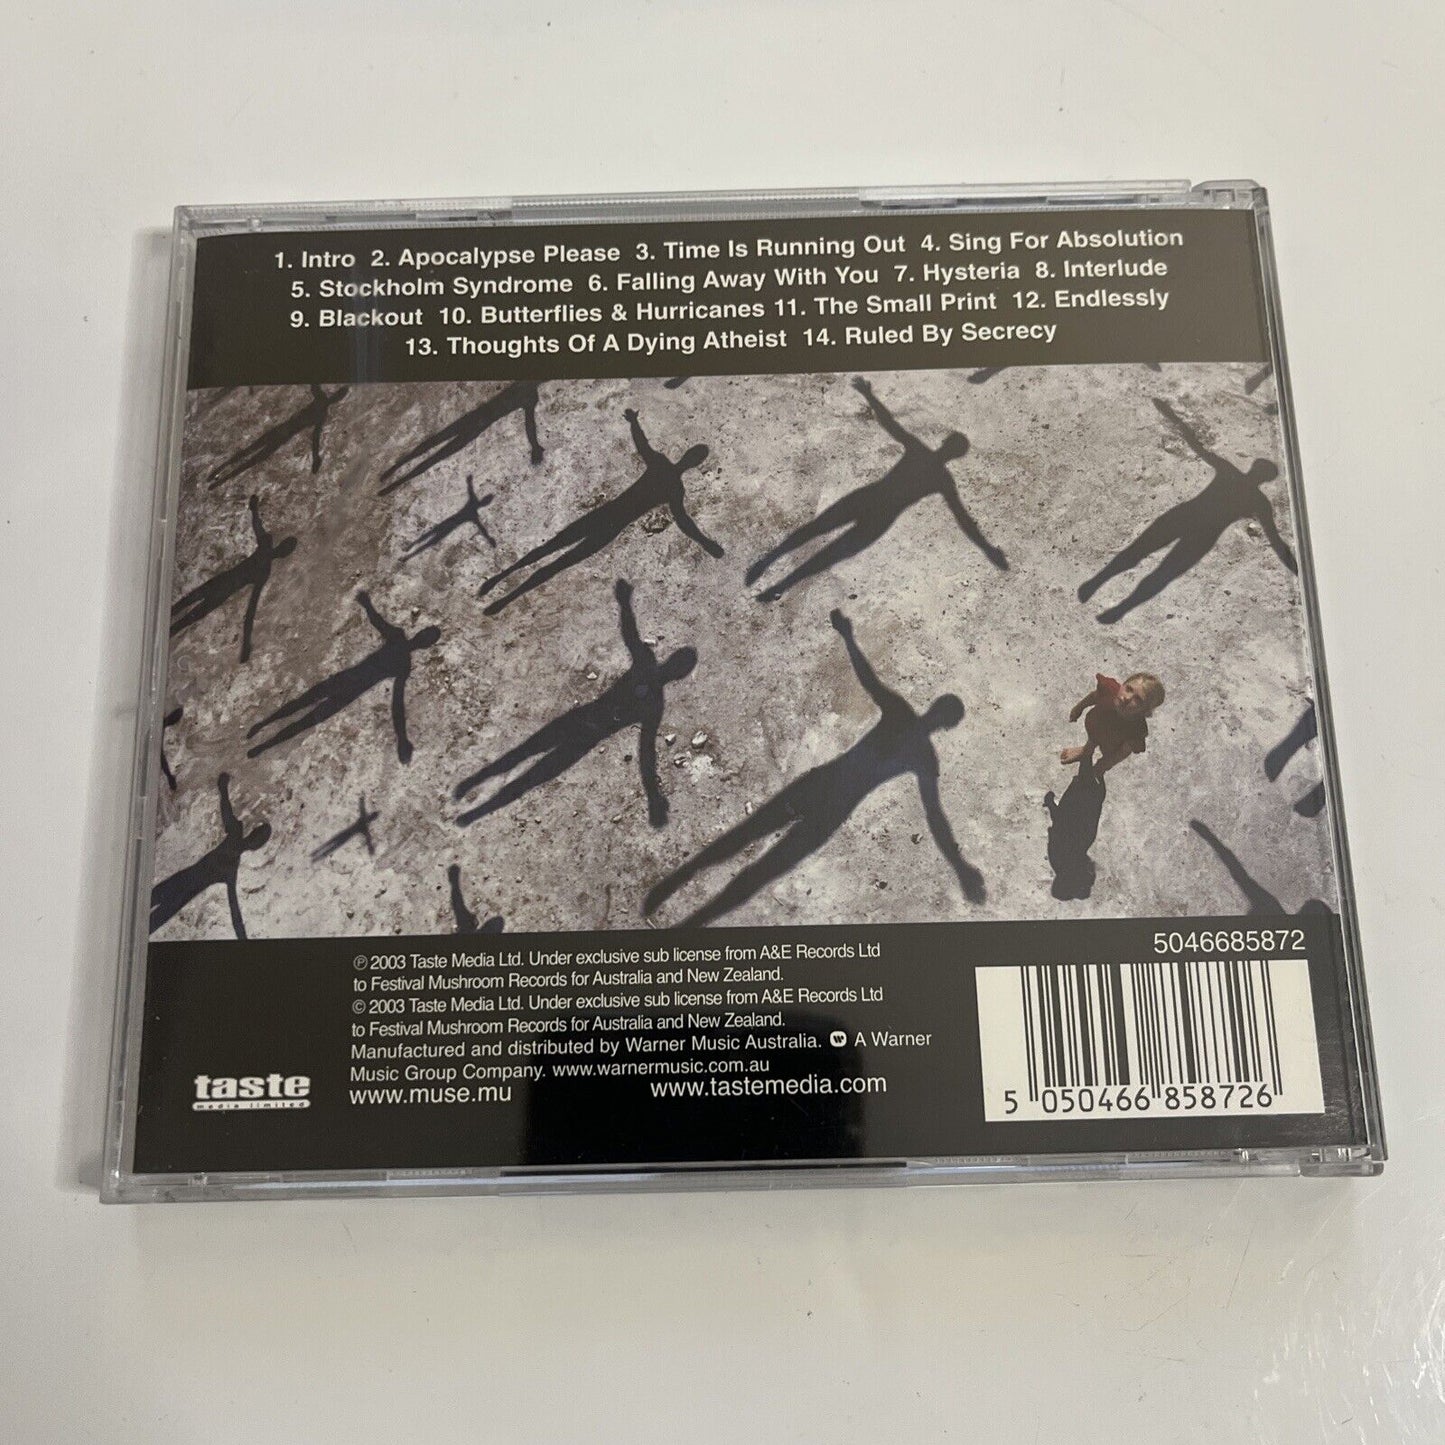 1. Intro 2. Apocalypse Please 3. Time Is Running Out 4. Sing For Absolution
5. Stockholm Syndrome 6. Falling Away With You 7. Hysteria 8. Interlude
9. Blackout 10. Butterflies & Hurricanes 11. The Small Print 12. Endlessly
13. Thoughts Of A Dying Atheist 14. Ruled By Secrecy
℗ 2003 Taste Media Ltd. Under exclusive sub license from A&E Records Ltd
to Festival Mushroom Records for Australia and New Zealand.
© 2003 Taste Media Ltd. Under exclusive sub license from A&E Records Ltd
to Festival Mushroom Records for Australia and New Zealand.
Manufactured and distributed by Warner Music Australia. A Warner
Music Group Company. www.warnermusic.com.au
www.muse.mu www.tastemedia.com
taste
media limited
5046685872
5 050466 858726